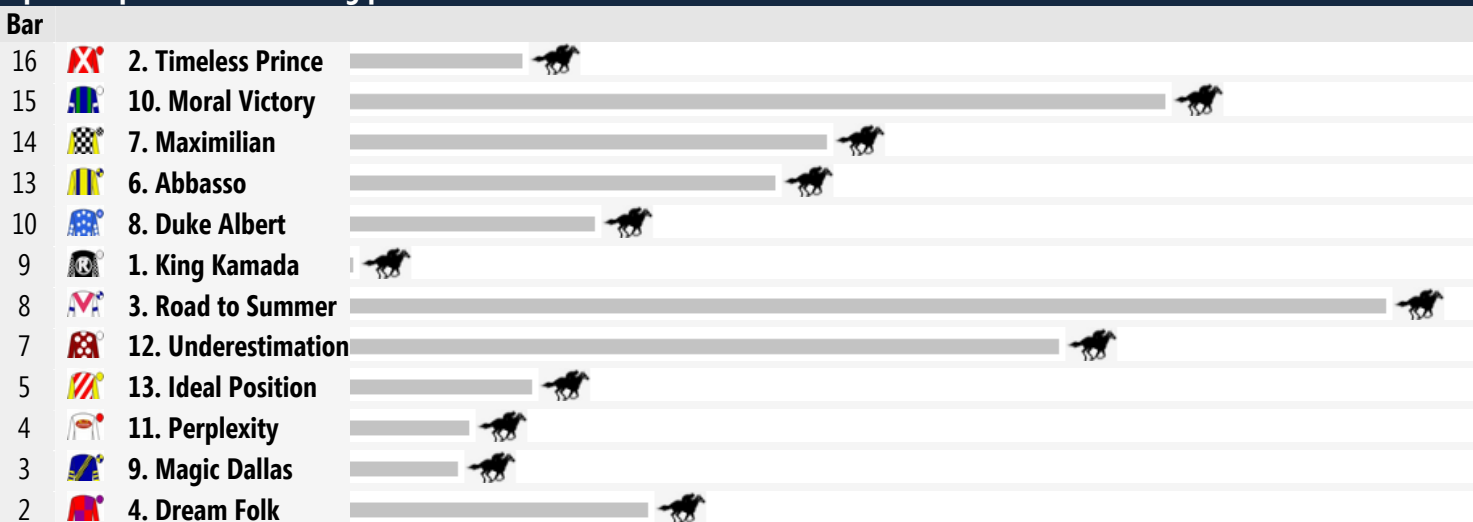 Bar
16 2. Timeless Prince
15 10. Moral Victory
14 7. Maximilian
13 6. Abbasso
10 8. Duke Albert
9 R 1. King Kamada
8 3. Road to Summer
7 12. Underestimation
5 13. Ideal Position
4 11. Perplexity
3 9. Magic Dallas
2 4. Dream Folk